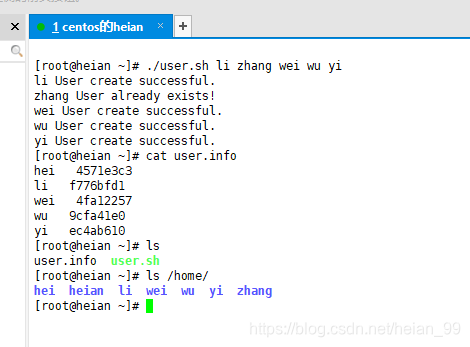 1 centos的heian
[root@heian ~]# ./user.sh li zhang wei wu yi
li User create successful.
zhang User already exists!
wei User create successful.
wu User create successful.
yi User create successful.
[root@heian ~]# cat user.info
hei   4571e3c3
li   f776bfd1
wei   4fa12257
wu   9cfa41e0
yi   ec4ab610
[root@heian ~]# ls
user.info  user.sh
[root@heian ~]# ls /home/
hei  heian  li  wei  wu  yi  zhang
[root@heian ~]#
https://blog.csdn.net/heian_99